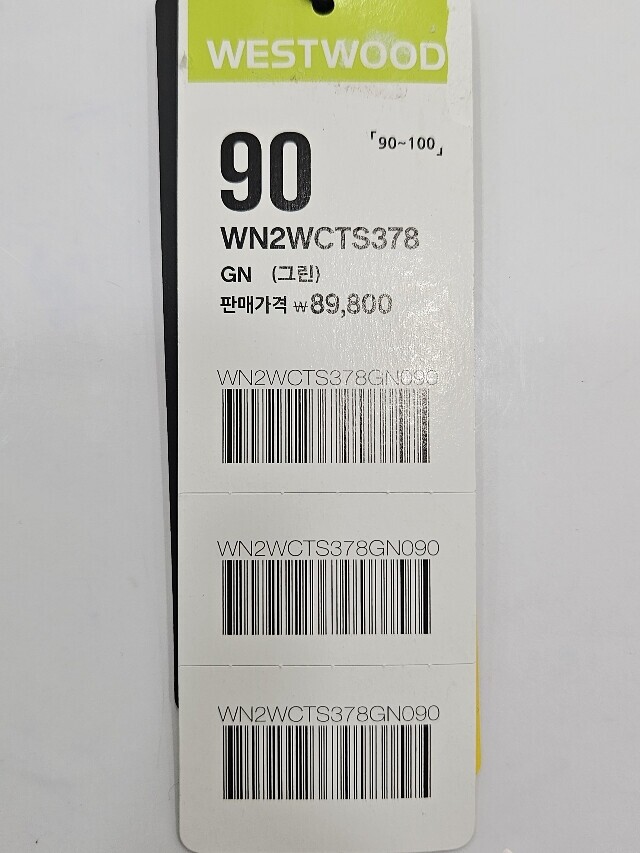 WESTWOOD
90 「90~100」
WN2WCTS378
GN (그린)
판매가격 ₩89,800
WN2WCTS378GN090
WN2WCTS378GN090
WN2WCTS378GN090